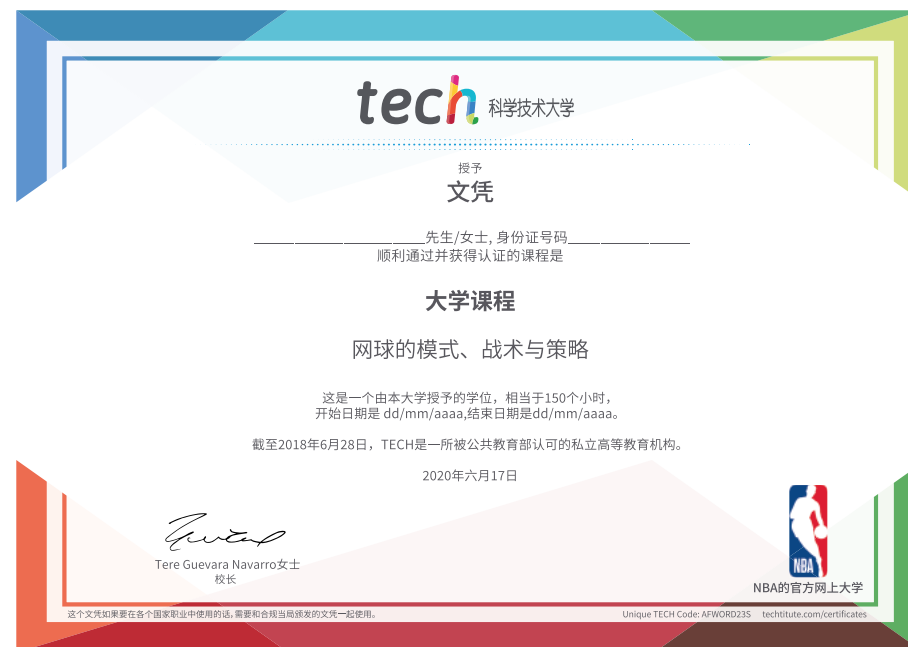 tech 科学技术大学
授予
文凭
先生/女士, 身份证号码
顺利通过并获得认证的课程是
大学课程
网球的模式、战术与策略
这是一个由本大学授予的学位，相当于150个小时，
开始日期是 dd/mm/aaaa,结束日期是dd/mm/aaaa。
截至2018年6月28日，TECH是一所被公共教育部认可的私立高等教育机构。
2020年六月17日
Tere Guevara Navarro女士
校长
NBA
NBA的官方网上大学
这个文凭如果要在各个国家职业中使用的话,需要和合规当局颁发的文凭一起使用。
Unique TECH Code: AFWORD23S techtitute.com/certificates